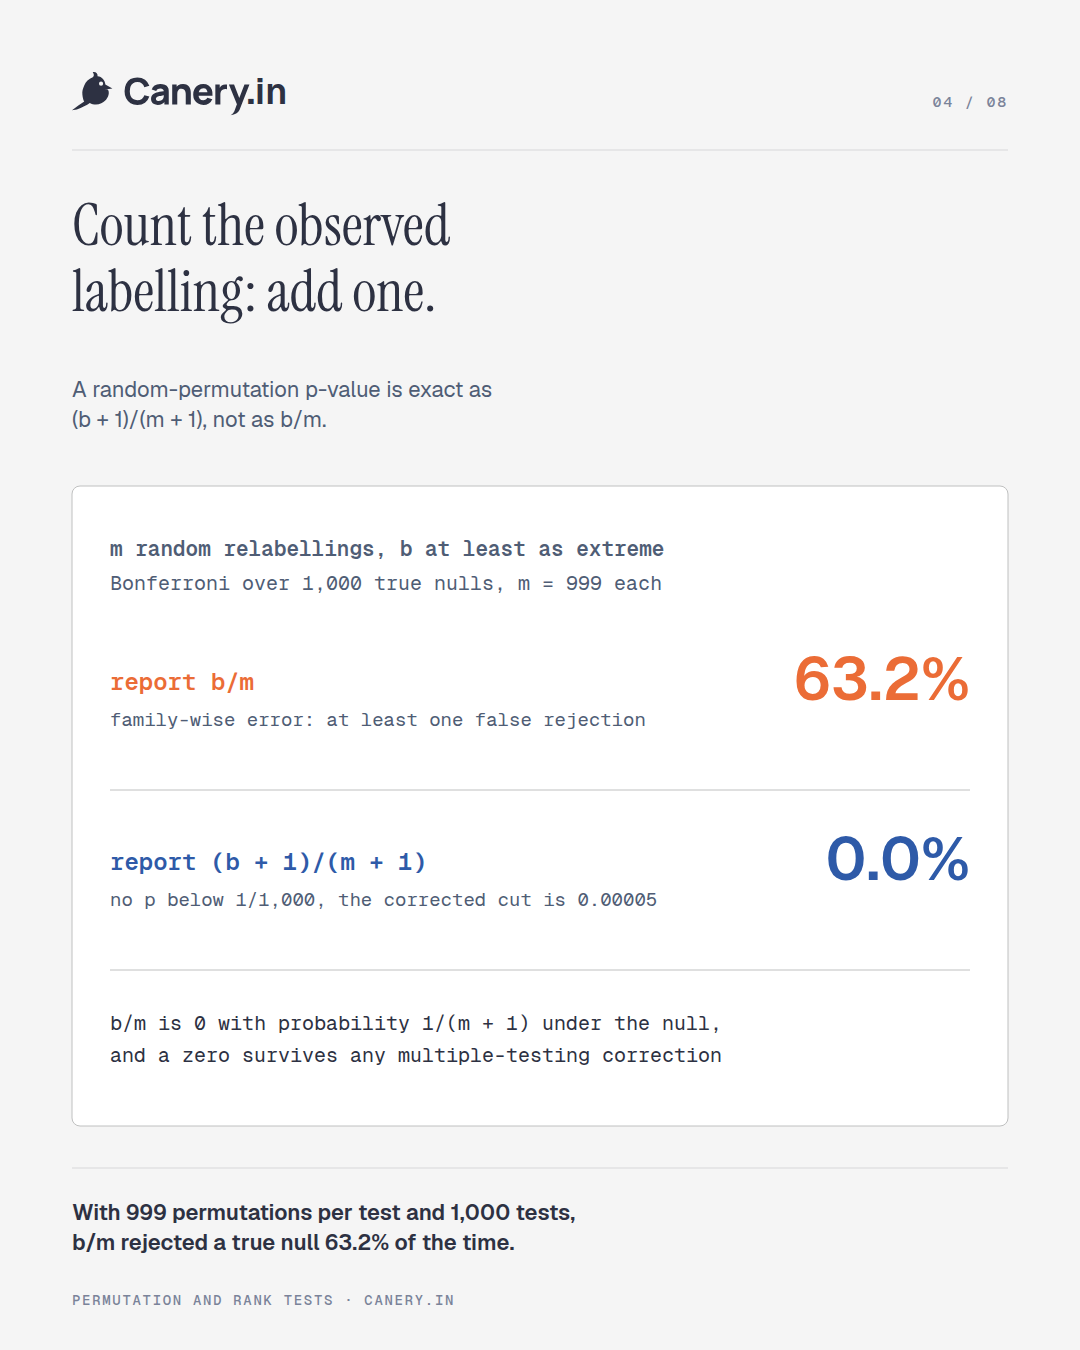 Canery.in
04 / 08
Count the observed
labelling: add one.
A random-permutation p-value is exact as
(b + 1)/(m + 1), not as b/m.
m random relabellings, b at least as extreme
Bonferroni over 1,000 true nulls, m = 999 each
report b/m
63.2%
family-wise error: at least one false rejection
report (b + 1)/(m + 1)
0.0%
no p below 1/1,000, the corrected cut is 0.00005
b/m is 0 with probability 1/(m + 1) under the null,
and a zero survives any multiple-testing correction
With 999 permutations per test and 1,000 tests,
b/m rejected a true null 63.2% of the time.
PERMUTATION AND RANK TESTS · CANERY.IN